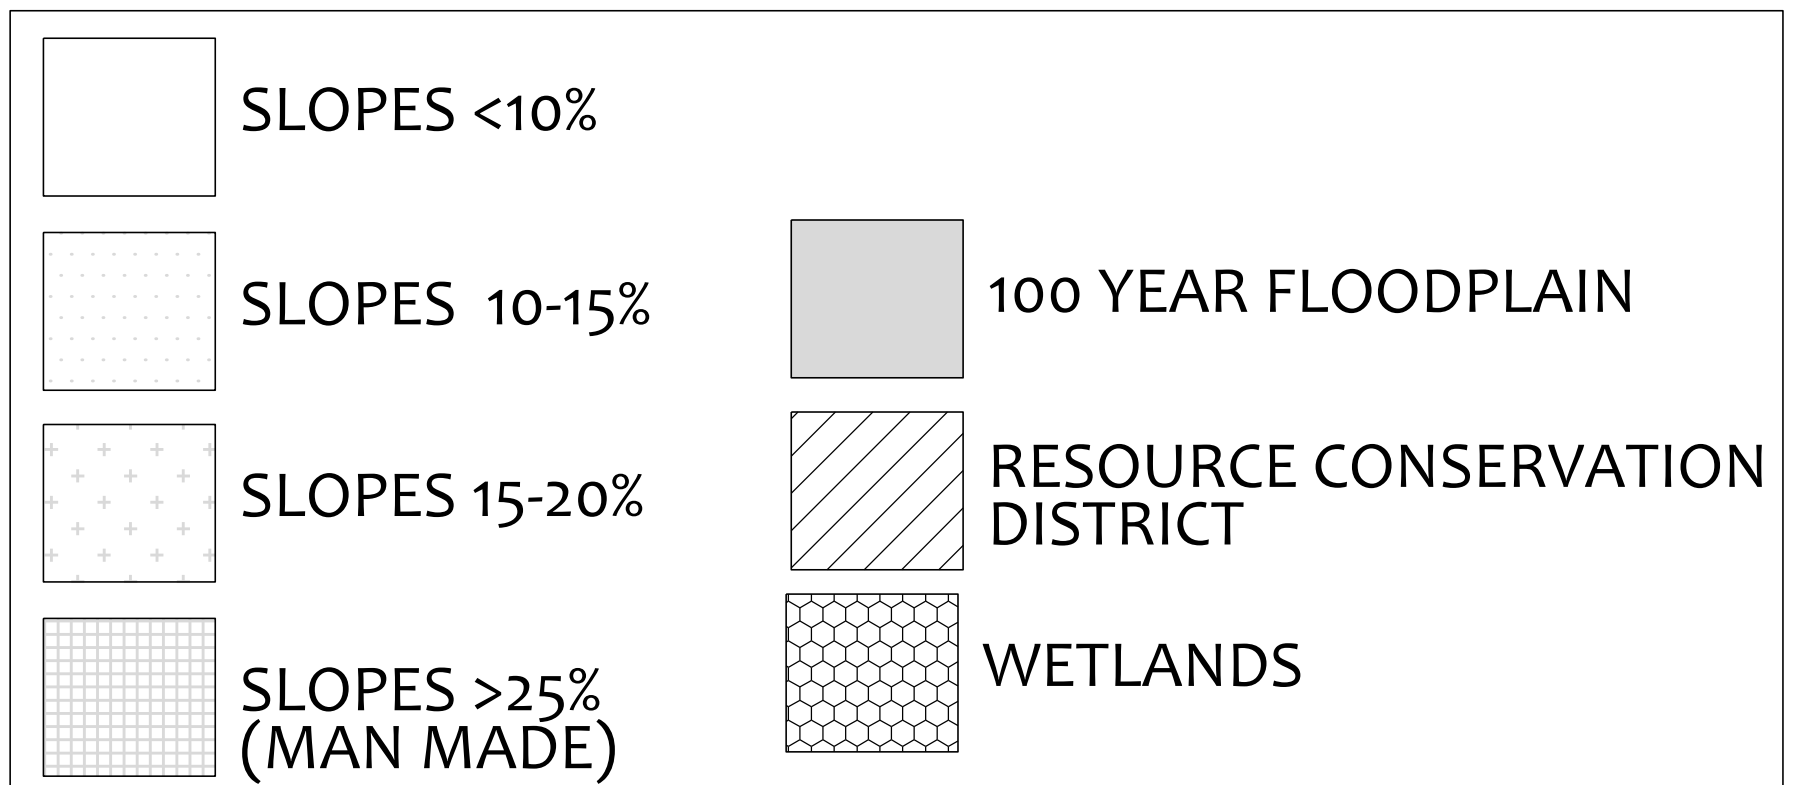 SLOPES <10%
SLOPES 10-15%
SLOPES 15-20%
SLOPES >25%
(MAN MADE)
100 YEAR FLOODPLAIN
RESOURCE CONSERVATION
DISTRICT
WETLANDS